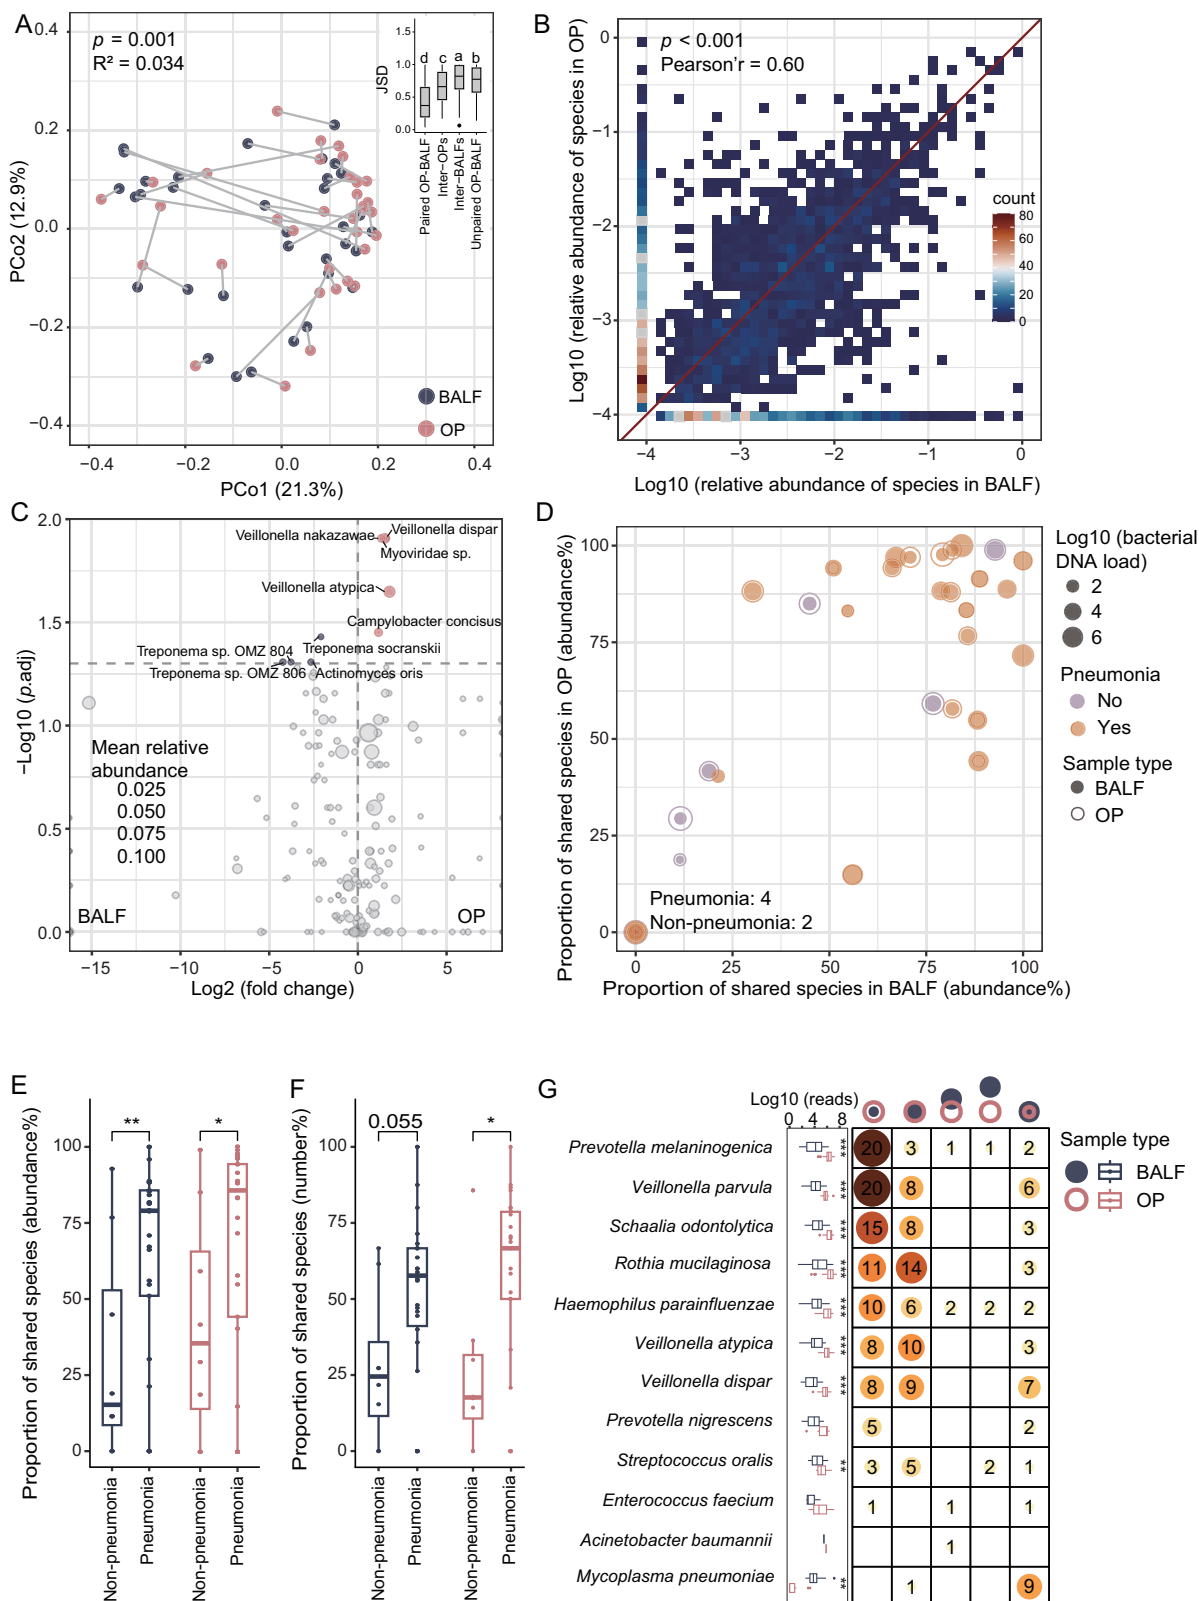 A
0.4
0.2
0.0
−0.2
−0.4
PCo2 (12.9%)
p = 0.001
R² = 0.034
JSD
1.5
1.0
0.5
0.0
d
c
a
b
Paired OP-BALF
Inter-OPs
Inter-BALFs
Unpaired OP-BALF
BALF
OP
−0.4
−0.2
0.0
0.2
0.4
PCo1 (21.3%)
B
0
−1
−2
−3
−4
Log10 (relative abundance of species in OP)
p < 0.001
Pearson'r = 0.60
count
80
60
40
20
0
−4
−3
−2
−1
0
Log10 (relative abundance of species in BALF)
C
2.0
1.5
1.0
0.5
0.0
−Log10 (p.adj)
Veillonella nakazawae
Veillonella dispar
Myoviridae sp.
Veillonella atypica
Campylobacter concisus
Treponema socranskii
Treponema sp. OMZ 804
Treponema sp. OMZ 806
Actinomyces oris
Mean relative
abundance
0.025
0.050
0.075
0.100
BALF
OP
−15
−10
−5
0
5
Log2 (fold change)
D
100
75
50
25
0
Proportion of shared species in OP (abundance%)
Pneumonia: 4
Non-pneumonia: 2
0
25
50
75
100
Proportion of shared species in BALF (abundance%)
Log10 (bacterial
DNA load)
2
4
6
Pneumonia
No
Yes
Sample type
BALF
OP
E
Proportion of shared species (abundance%)
100
75
50
25
0
**
*
Non-pneumonia
Pneumonia
Non-pneumonia
Pneumonia
F
Proportion of shared species (number%)
100
75
50
25
0
0.055
*
Non-pneumonia
Pneumonia
Non-pneumonia
Pneumonia
G
Log10 (reads)
0 4 8
Prevotella melaninogenica *** 20 3 1 1 2
Veillonella parvula *** 20 8 6
Schaalia odontolytica *** 15 8 3
Rothia mucilaginosa *** 11 14 3
Haemophilus parainfluenzae *** 10 6 2 2 2
Veillonella atypica *** 8 10 3
Veillonella dispar *** 8 9 7
Prevotella nigrescens 5 2
Streptococcus oralis ** 3 5 2 1
Enterococcus faecium 1 1 1
Acinetobacter baumannii 1
Mycoplasma pneumoniae ** 1 9
Sample type
BALF
OP